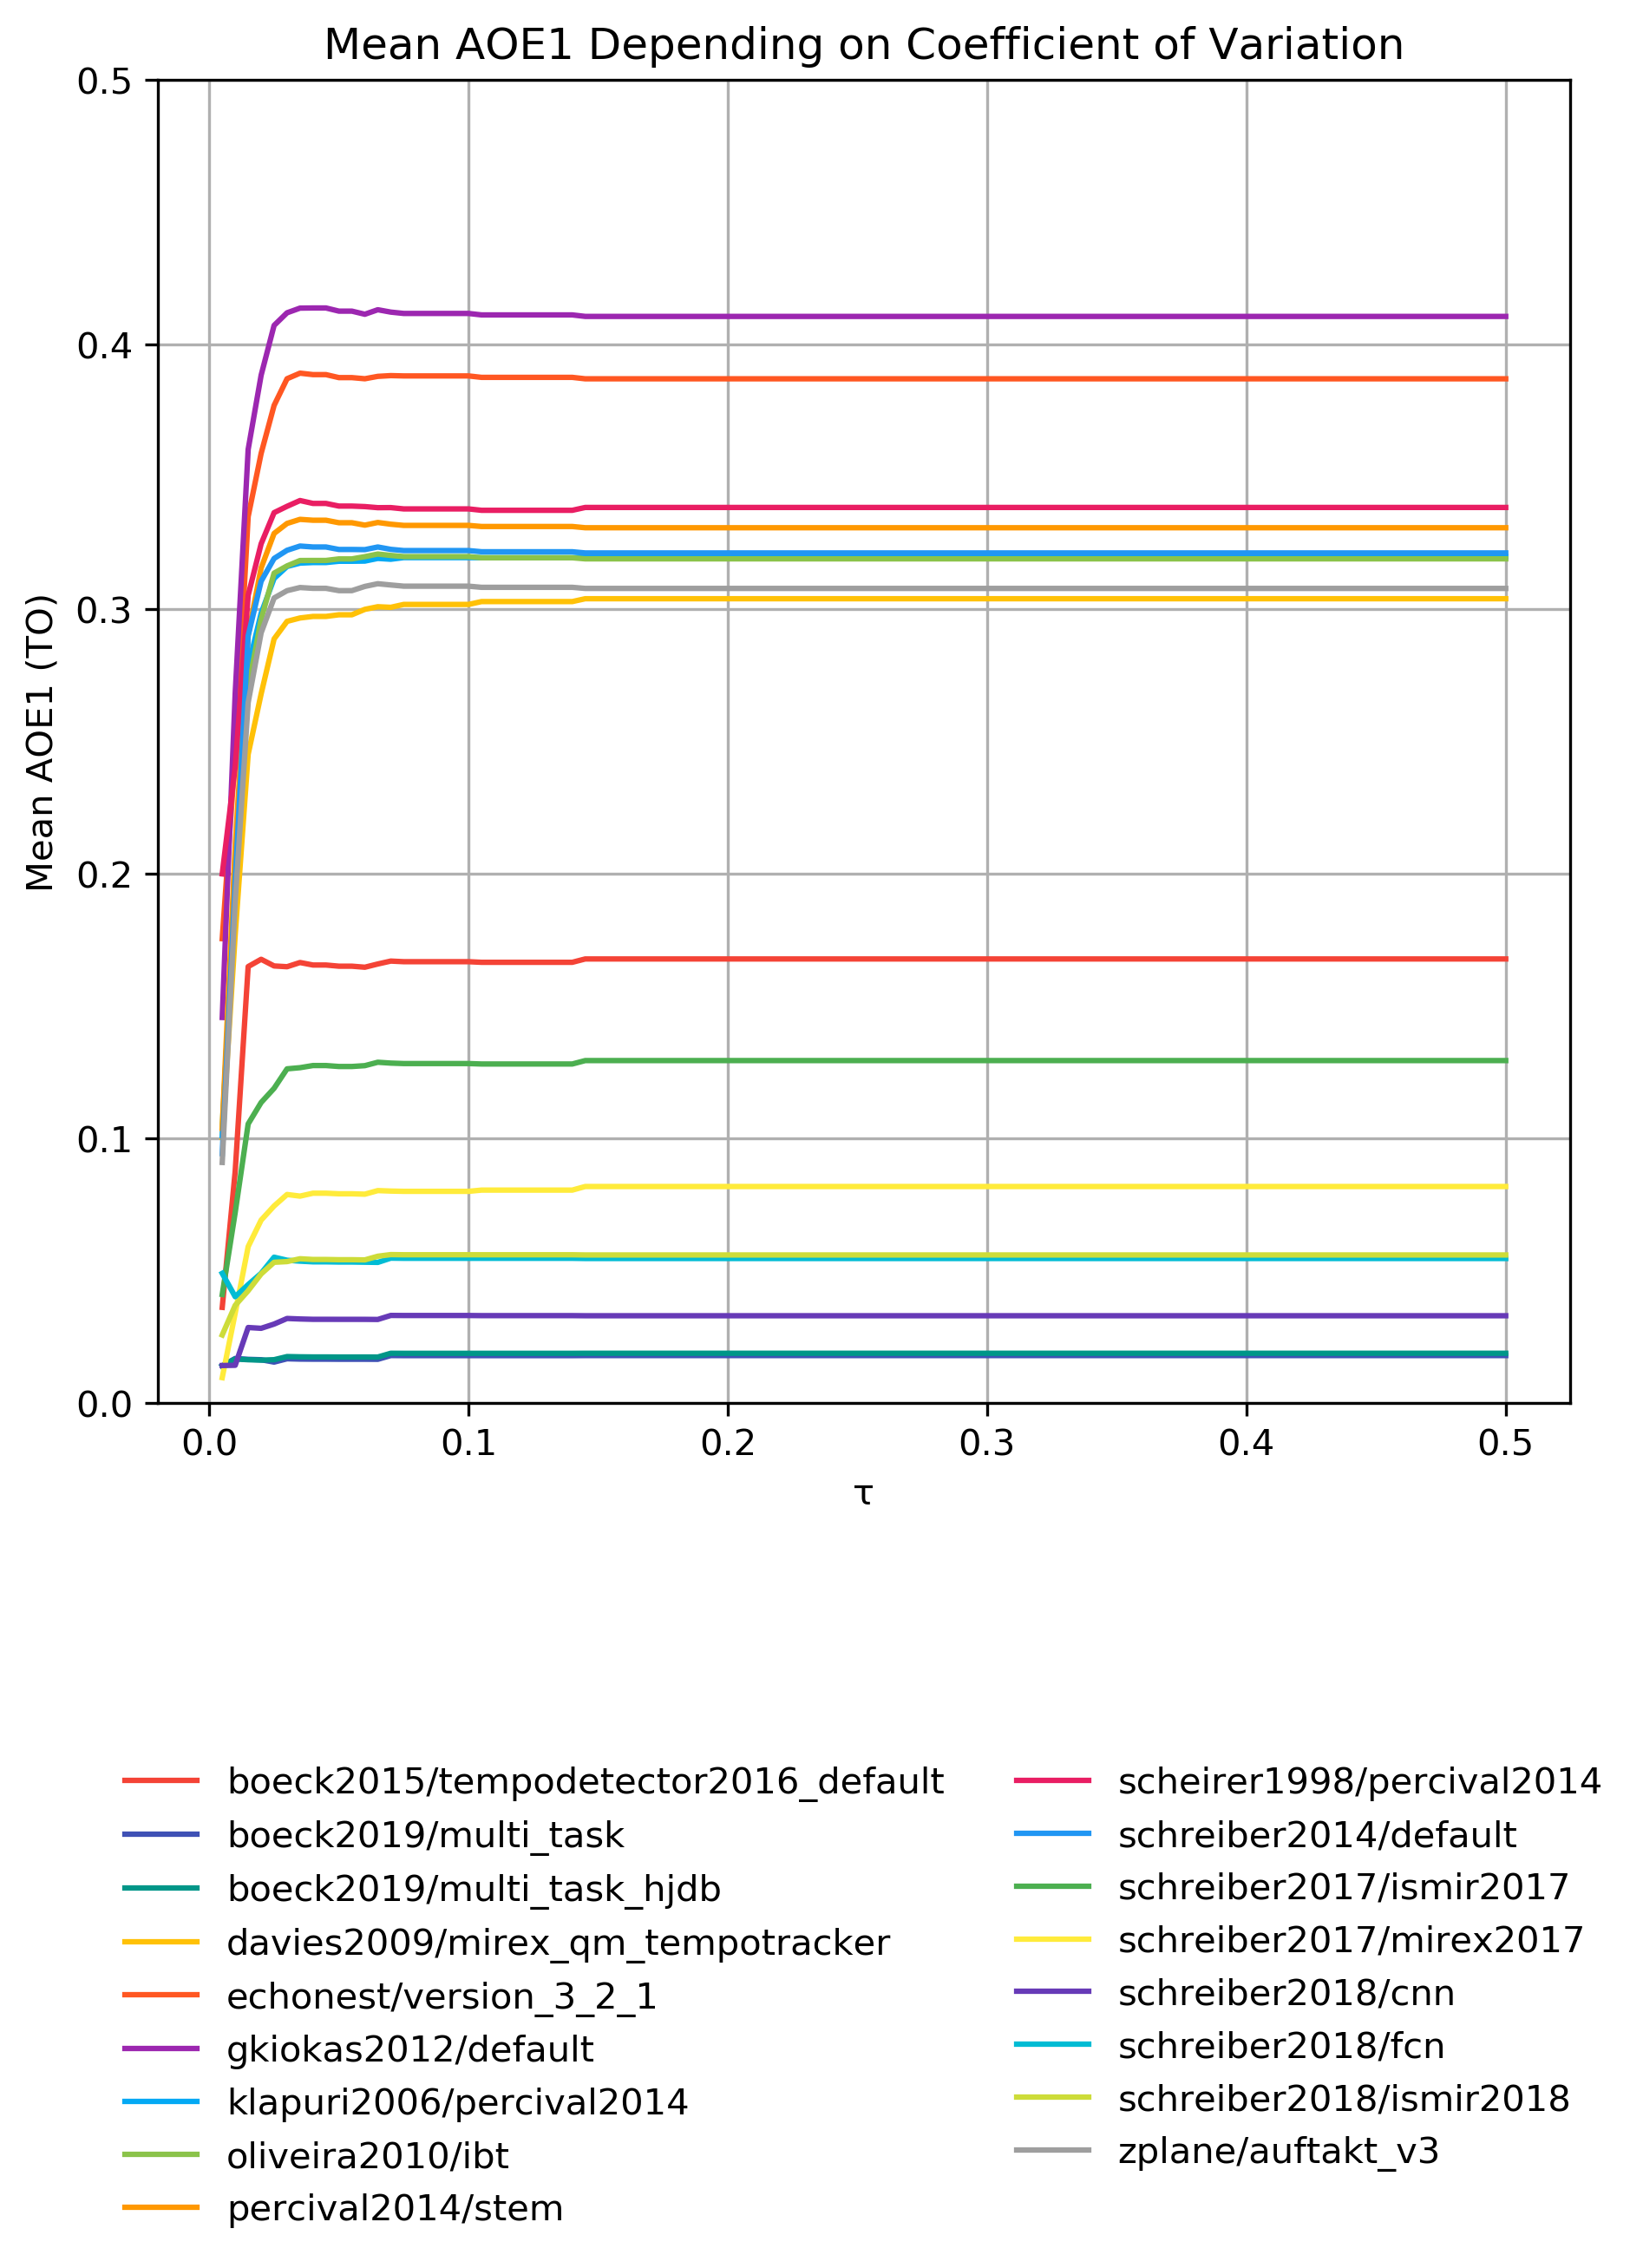 Mean AOE1 Depending on Coefficient of Variation
0.5
0.4
0.3
0.2
0.1
0.0
Mean AOE1 (TO)
0.0 0.1 0.2 0.3 0.4 0.5
τ
boeck2015/tempodetector2016_default
boeck2019/multi_task
boeck2019/multi_task_hjdb
davies2009/mirex_qm_tempotracker
echonest/version_3_2_1
gkiokas2012/default
klapuri2006/percival2014
oliveira2010/ibt
percival2014/stem
scheirer1998/percival2014
schreiber2014/default
schreiber2017/ismir2017
schreiber2017/mirex2017
schreiber2018/cnn
schreiber2018/fcn
schreiber2018/ismir2018
zplane/auftakt_v3